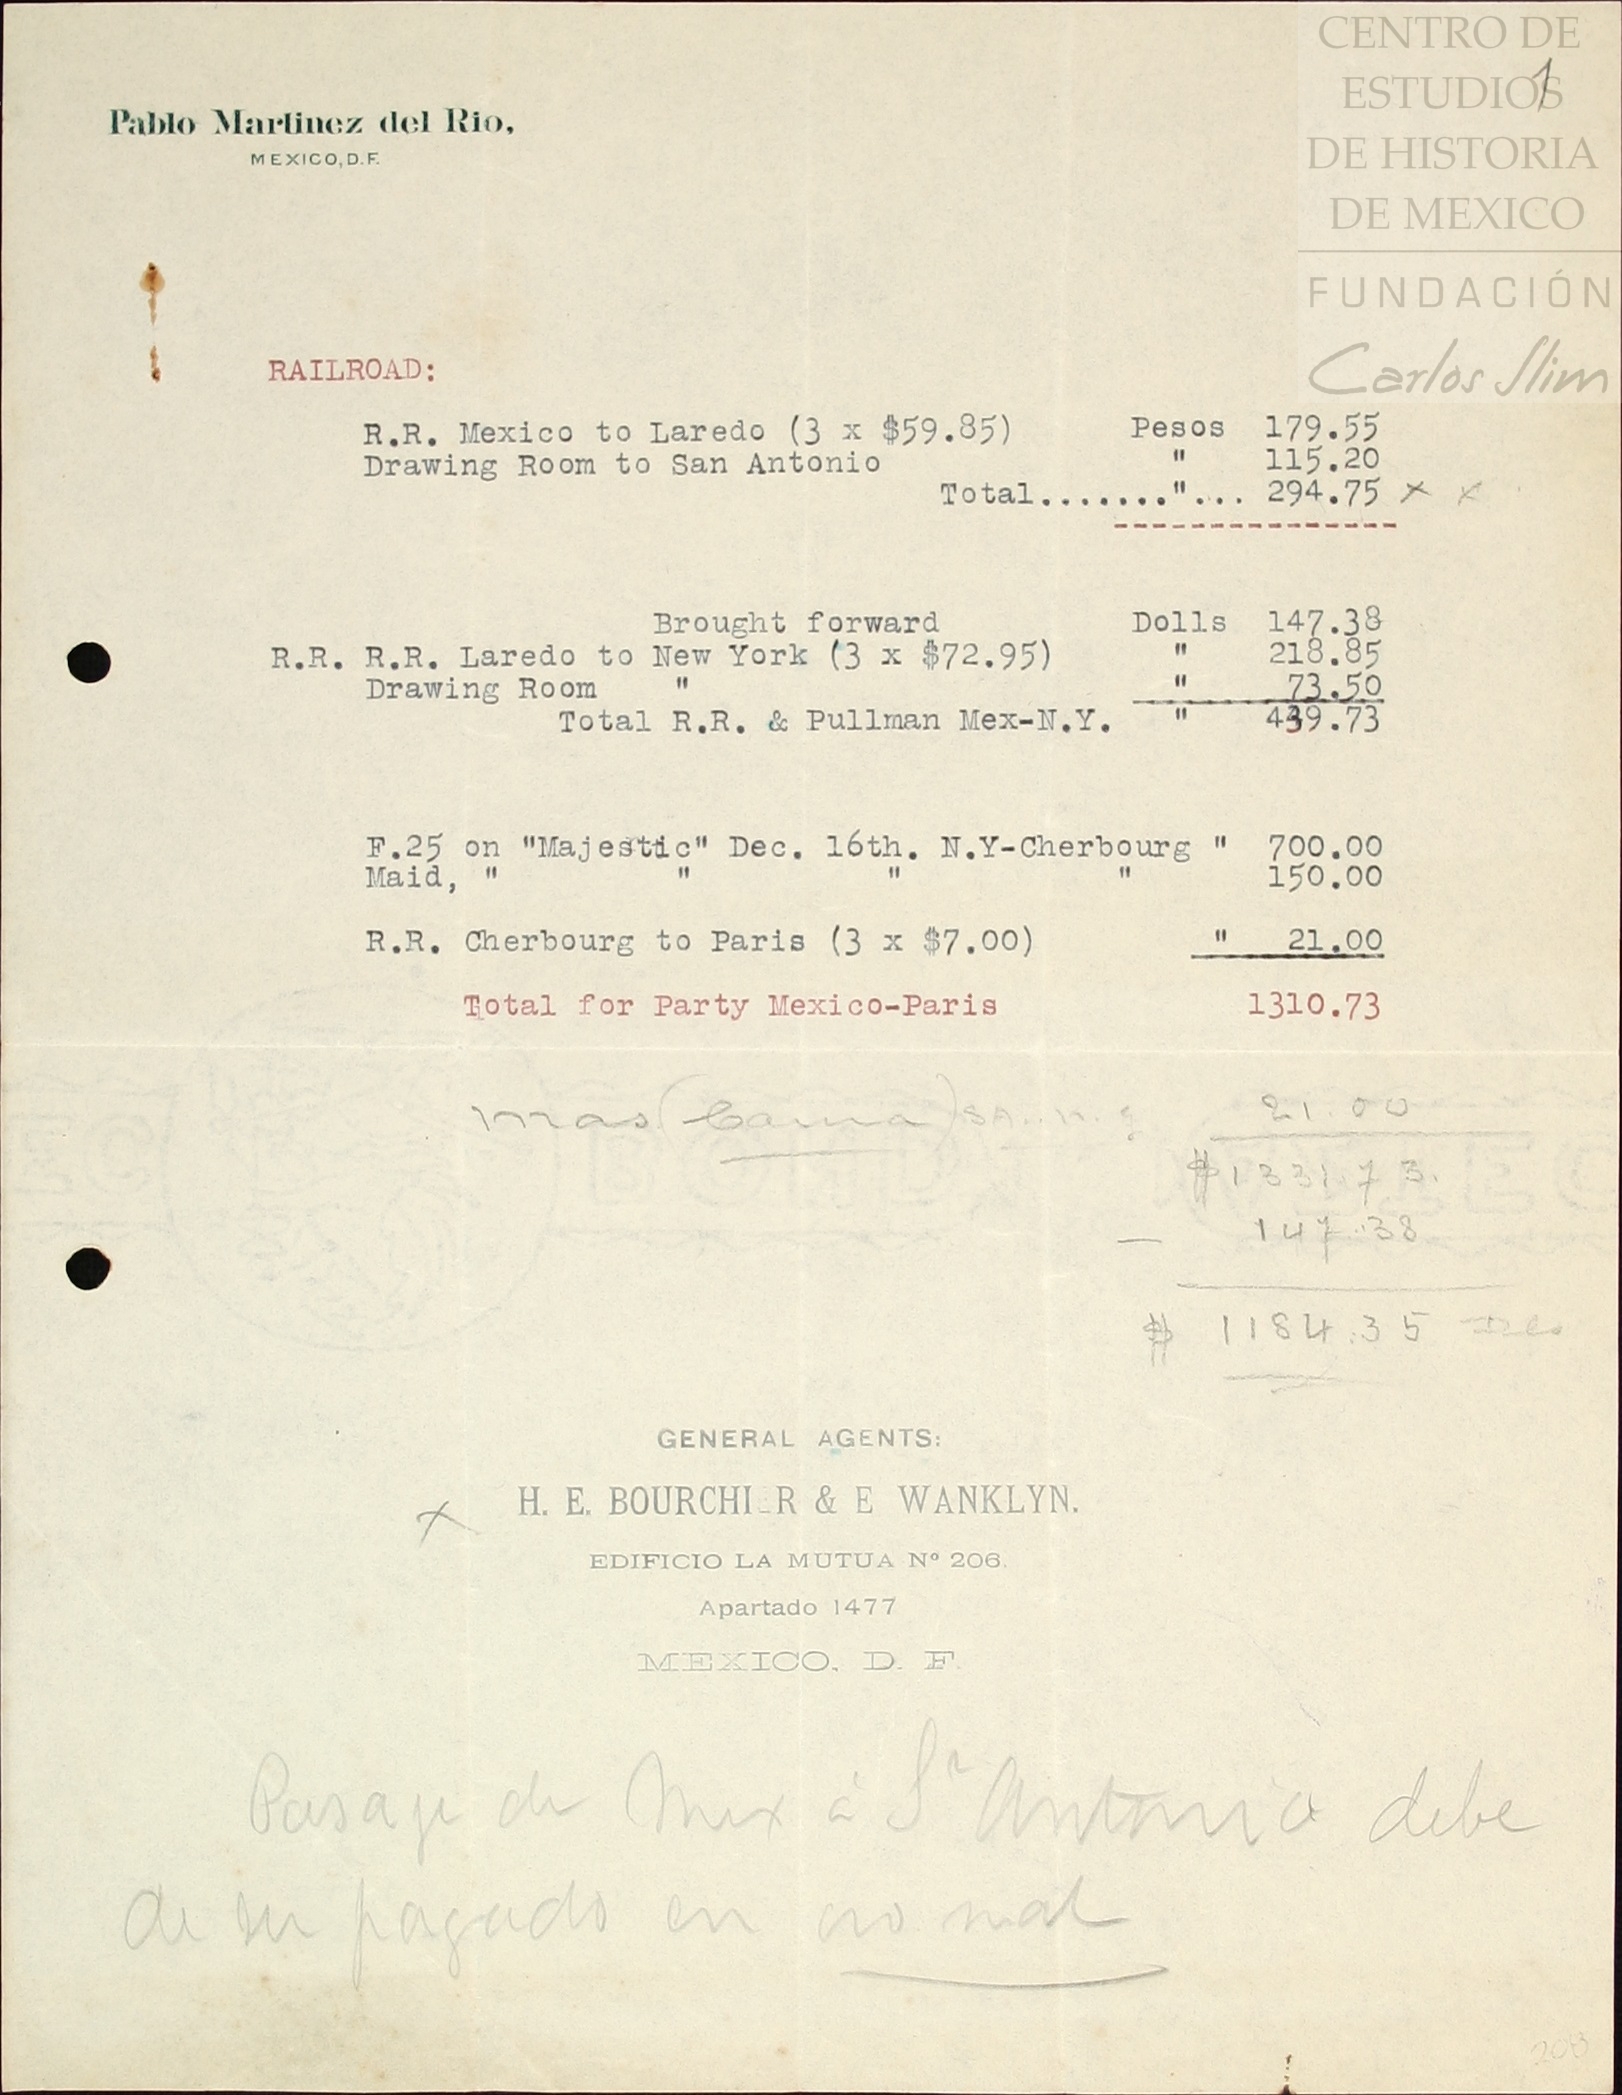 CENTRO DE
ESTUDIOS
DE HISTORIA
DE MEXICO
FUNDACIÓN
Carlos Slim
1
Pablo Martinez del Rio,
MEXICO, D.F.
RAILROAD:
R.R. Mexico to Laredo (3 x $59.85) Pesos 179.55
Drawing Room to San Antonio " 115.20
Total......."... 294.75 x x
Brought forward Dolls 147.38
R.R. R.R. Laredo to New York (3 x $72.95) " 218.85
Drawing Room " " 73.50
Total R.R. & Pullman Mex-N.Y. " 439.73
F.25 on "Majestic" Dec. 16th. N.Y-Cherbourg " 700.00
Maid, " " " " 150.00
R.R. Cherbourg to Paris (3 x $7.00) " 21.00
Total for Party Mexico-Paris 1310.73
mas (Cama) SA. N.Y 21.00
$1331.73.
— 147.38
$ 1184.35
GENERAL AGENTS:
x H. E. BOURCHI R & E WANKLYN.
EDIFICIO LA MUTUA Nº 206.
Apartado 1477
MEXICO, D. F.
Pasaje de Mex á Sn Antonio debe
de ser pagado en oro nal
208